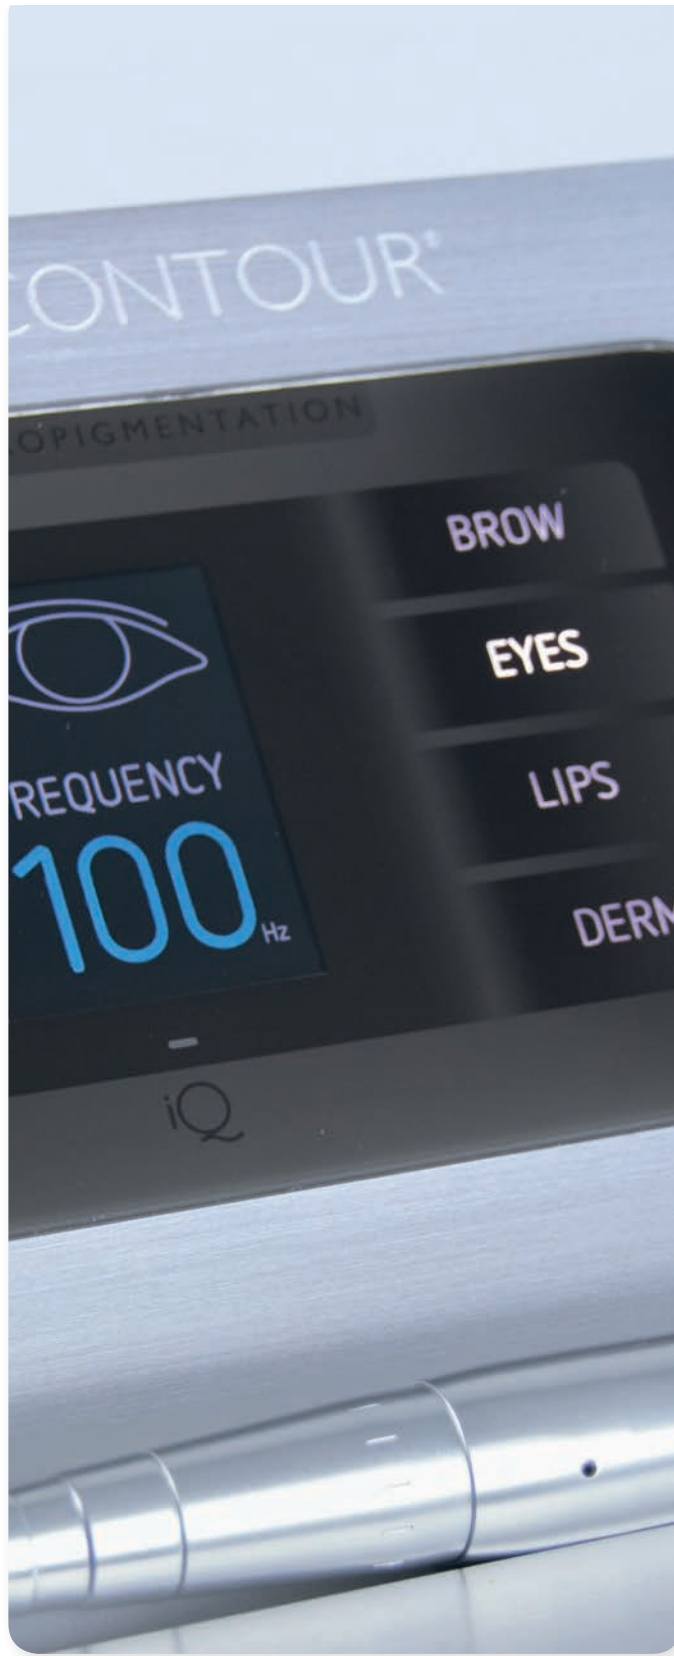 CONTOUR®
OPIGMENTATION
BROW
EYES
LIPS
DERM
REQUENCY
100 Hz
iQ